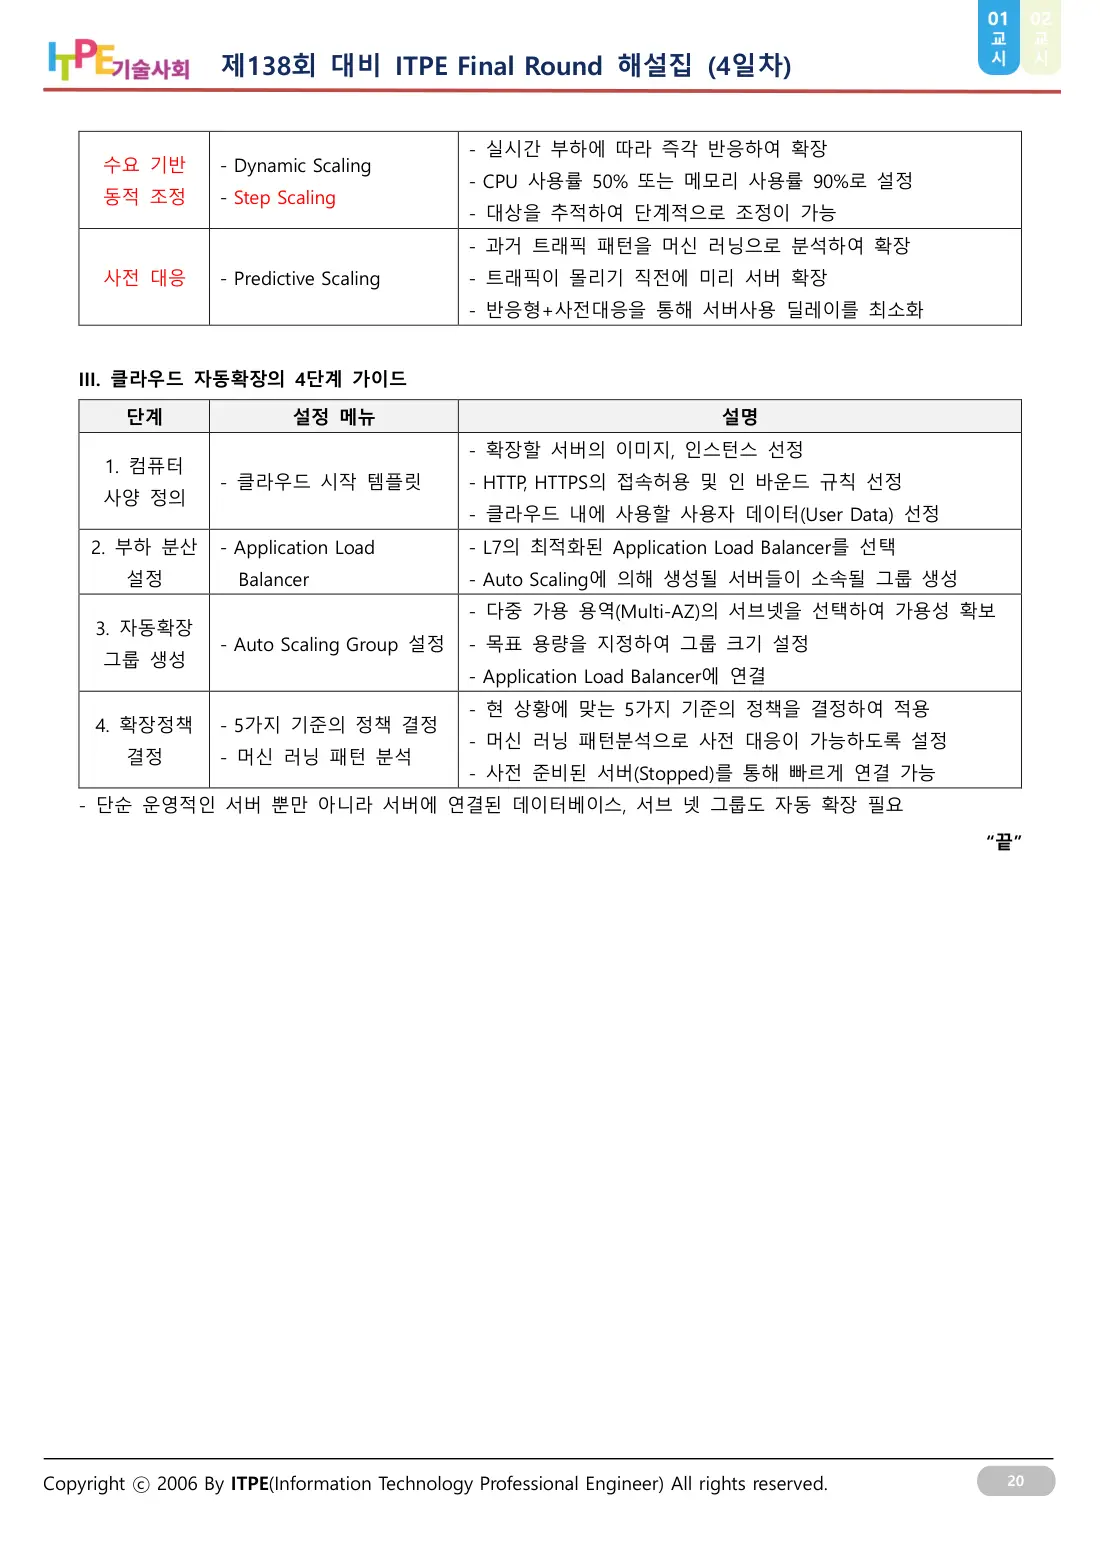 ITPE기술사회 제138회 대비 ITPE Final Round 해설집 (4일차)
01 교시
02 교시
수요 기반 동적 조정
- Dynamic Scaling
- Step Scaling
- 실시간 부하에 따라 즉각 반응하여 확장
- CPU 사용률 50% 또는 메모리 사용률 90%로 설정
- 대상을 추적하여 단계적으로 조정이 가능
사전 대응
- Predictive Scaling
- 과거 트래픽 패턴을 머신 러닝으로 분석하여 확장
- 트래픽이 몰리기 직전에 미리 서버 확장
- 반응형+사전대응을 통해 서버사용 딜레이를 최소화
III. 클라우드 자동확장의 4단계 가이드
단계 설정 메뉴 설명
1. 컴퓨터
사양 정의
- 클라우드 시작 템플릿
- 확장할 서버의 이미지, 인스턴스 선정
- HTTP, HTTPS의 접속허용 및 인 바운드 규칙 선정
- 클라우드 내에 사용할 사용자 데이터(User Data) 선정
2. 부하 분산
설정
- Application Load
Balancer
- L7의 최적화된 Application Load Balancer를 선택
- Auto Scaling에 의해 생성될 서버들이 소속될 그룹 생성
3. 자동확장
그룹 생성
- Auto Scaling Group 설정
- 다중 가용 용역(Multi-AZ)의 서브넷을 선택하여 가용성 확보
- 목표 용량을 지정하여 그룹 크기 설정
- Application Load Balancer에 연결
4. 확장정책
결정
- 5가지 기준의 정책 결정
- 머신 러닝 패턴 분석
- 현 상황에 맞는 5가지 기준의 정책을 결정하여 적용
- 머신 러닝 패턴분석으로 사전 대응이 가능하도록 설정
- 사전 준비된 서버(Stopped)를 통해 빠르게 연결 가능
- 단순 운영적인 서버 뿐만 아니라 서버에 연결된 데이터베이스, 서브 넷 그룹도 자동 확장 필요
“끝”
Copyright ⓒ 2006 By ITPE(Information Technology Professional Engineer) All rights reserved.
20